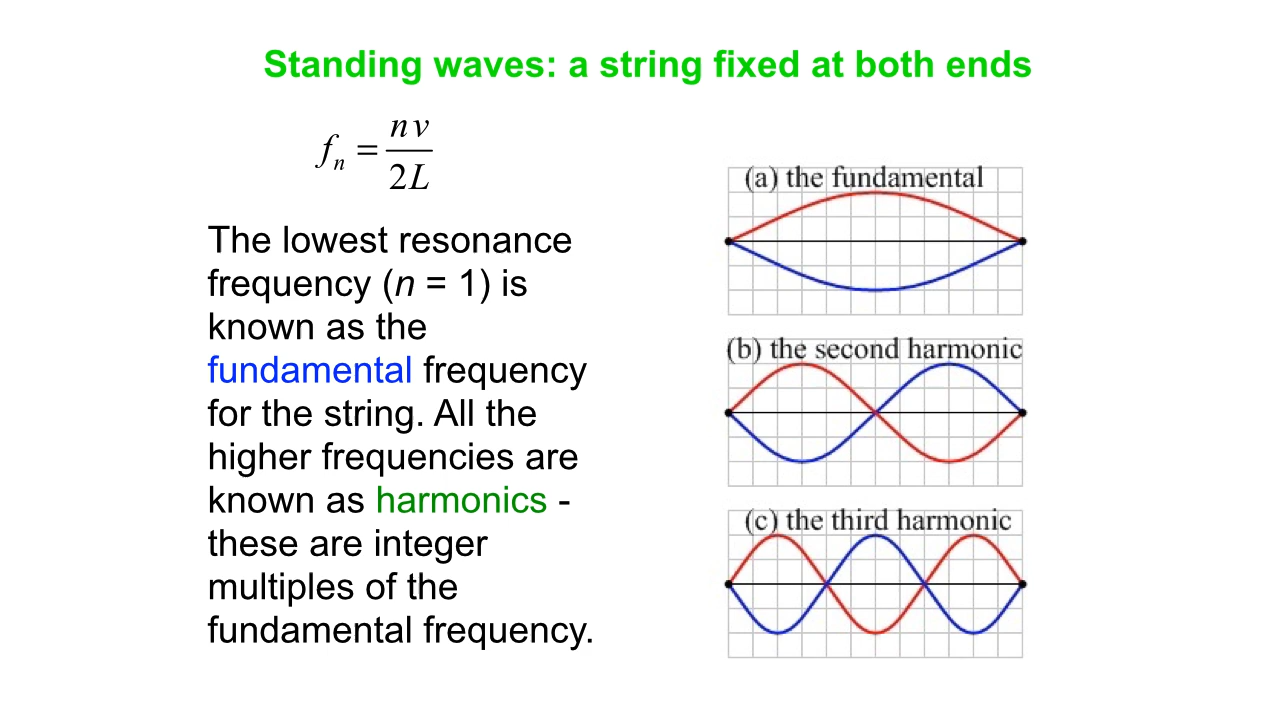 Standing waves: a string fixed at both ends
fₙ = nv/2L
The lowest resonance
frequency (n = 1) is
known as the
fundamental frequency
for the string. All the
higher frequencies are
known as harmonics -
these are integer
multiples of the
fundamental frequency.
(a) the fundamental
(b) the second harmonic
(c) the third harmonic